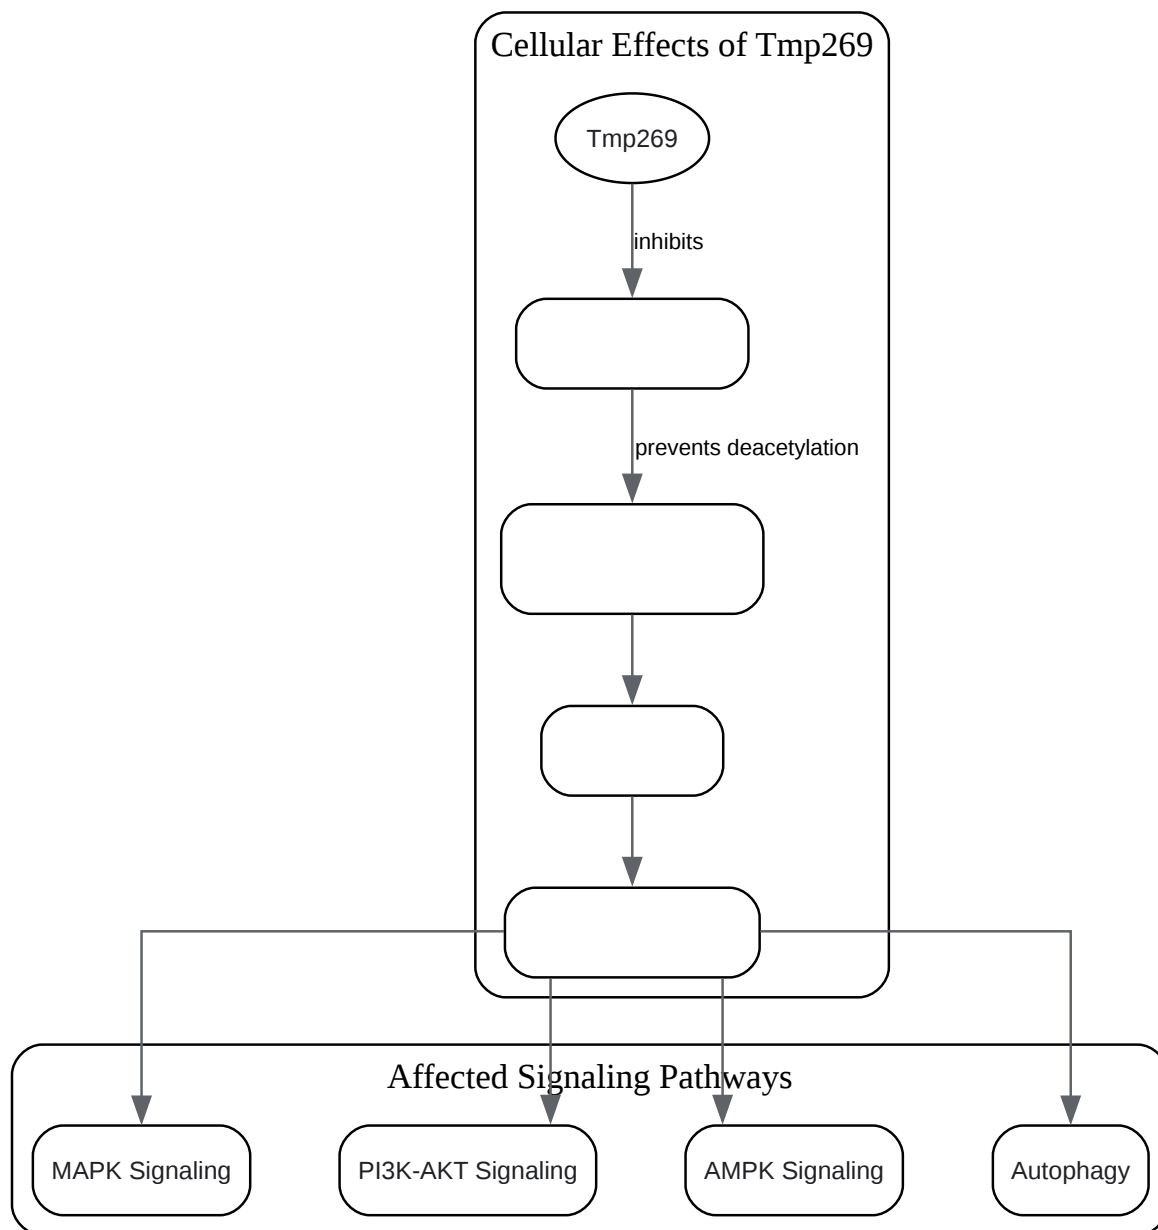 Cellular Effects of Tmp269
Tmp269
inhibits
prevents deacetylation
Affected Signaling Pathways
MAPK Signaling
PI3K-AKT Signaling
AMPK Signaling
Autophagy